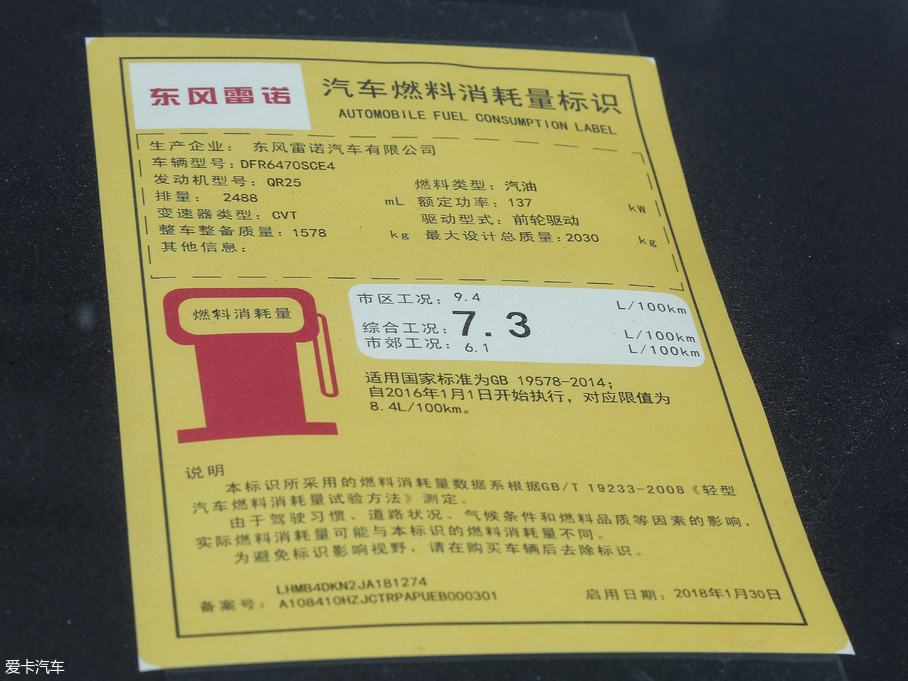 东风雷诺
汽车燃料消耗量标识
AUTOMOBILE FUEL CONSUMPTION LABEL
生产企业： 东风雷诺汽车有限公司
车辆型号：DFR6470SCE4
发动机型号：QR25 燃料类型：汽油
排量： 2488 mL 额定功率：137 kW
变速器类型：CVT 驱动型式：前轮驱动
整车整备质量：1578 kg 最大设计总质量：2030 kg
其他信息：
燃料消耗量
市区工况：9.4 L/100km
综合工况：7.3 L/100km
市郊工况：6.1 L/100km
适用国家标准为GB 19578-2014；
自2016年1月1日开始执行，对应限值为
8.4L/100km。
说明
本标识所采用的燃料消耗量数据系根据GB/T 19233-2008《轻型
汽车燃料消耗量试验方法》测定。
由于驾驶习惯、道路状况、气候条件和燃料品质等因素的影响，
实际燃料消耗量可能与本标识的燃料消耗量不同。
为避免标识影响视野，请在购买车辆后去除标识。
LHMB4DKN2JA181274
备案号：A108410HZJCTRPAPUEB000301 启用日期：2018年1月30日
爱卡汽车